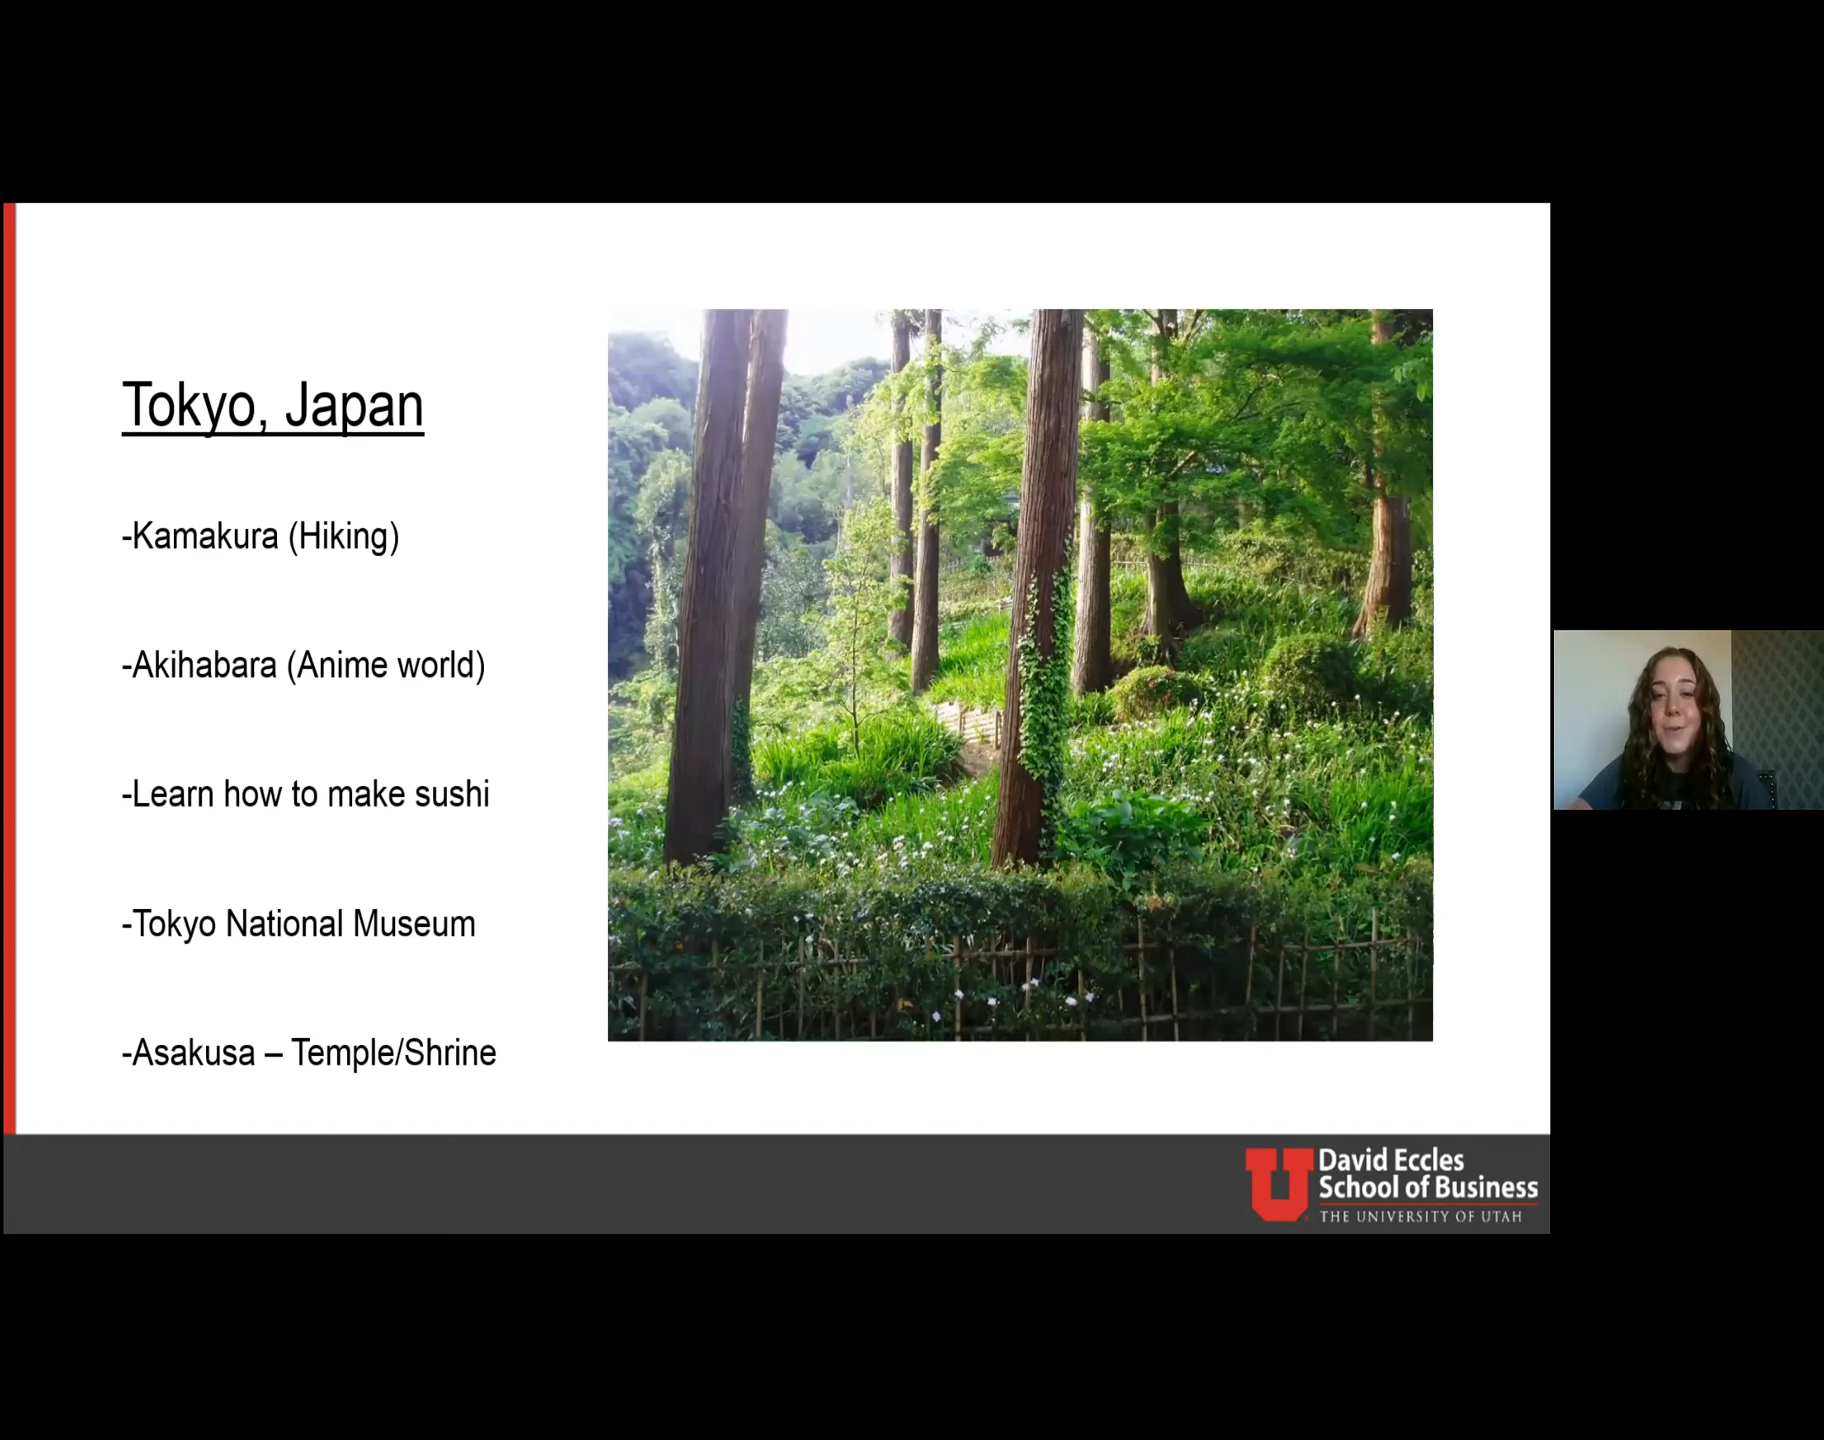 Tokyo, Japan
-Kamakura (Hiking)
-Akihabara (Anime world)
-Learn how to make sushi
-Tokyo National Museum
-Asakusa – Temple/Shrine
David Eccles
School of Business
THE UNIVERSITY OF UTAH